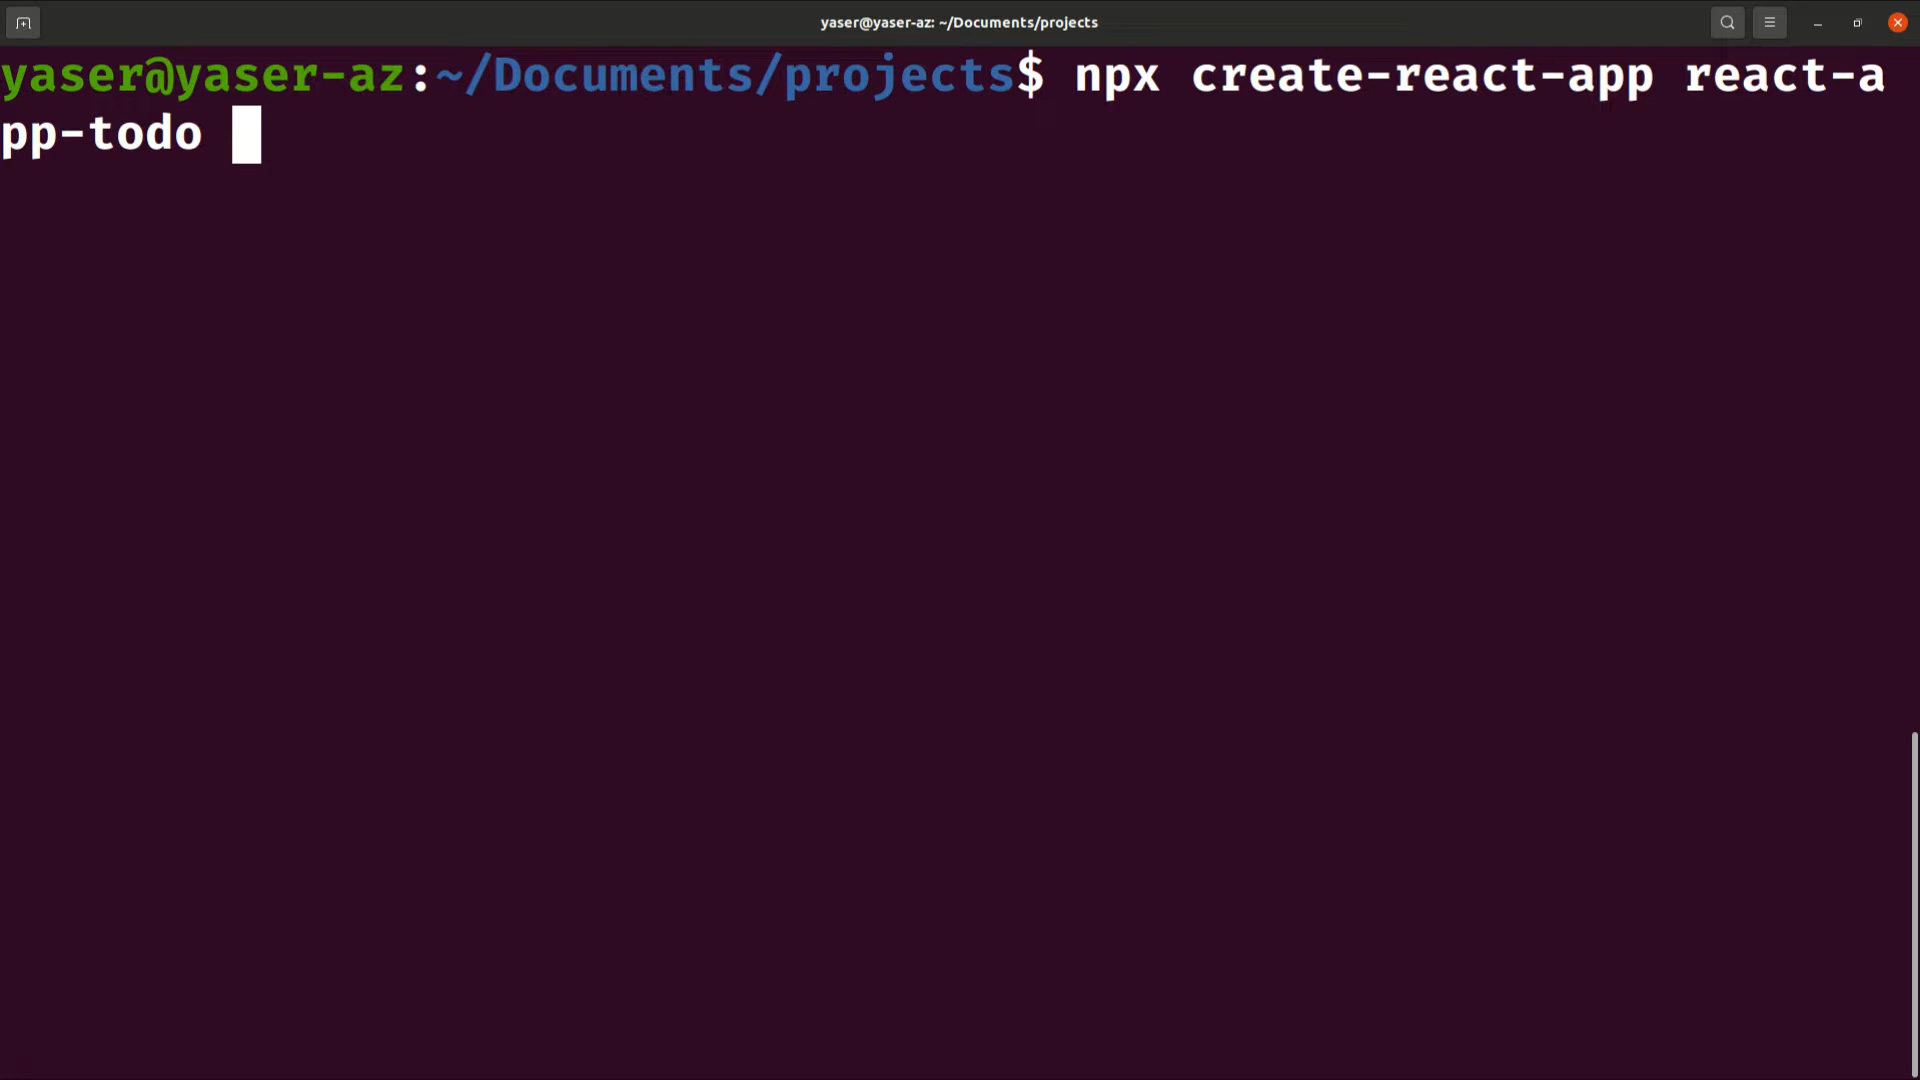 yaser@yaser-az: ~/Documents/projects
yaser@yaser-az:~/Documents/projects$ npx create-react-app react-a
pp-todo